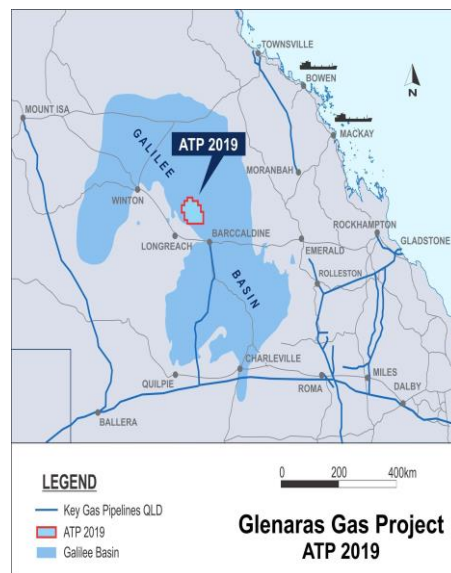 TOWNSVILLE
BOWEN
N
MOUNT ISA
MACKAY
GALILEE
ATP 2019
MORANBAH
WINTON
BARCCALDINE
ROCKHAMPTON
LONGREACH
EMERALD
GLADSTONE
BASIN
ROLLESTON
CHARLEVILLE
QUILPIE
ROMA
MILES
DALBY
BALLERA
LEGEND
0 200 400km
Key Gas Pipelines QLD
ATP 2019
Galilee Basin
Glenaras Gas Project
ATP 2019